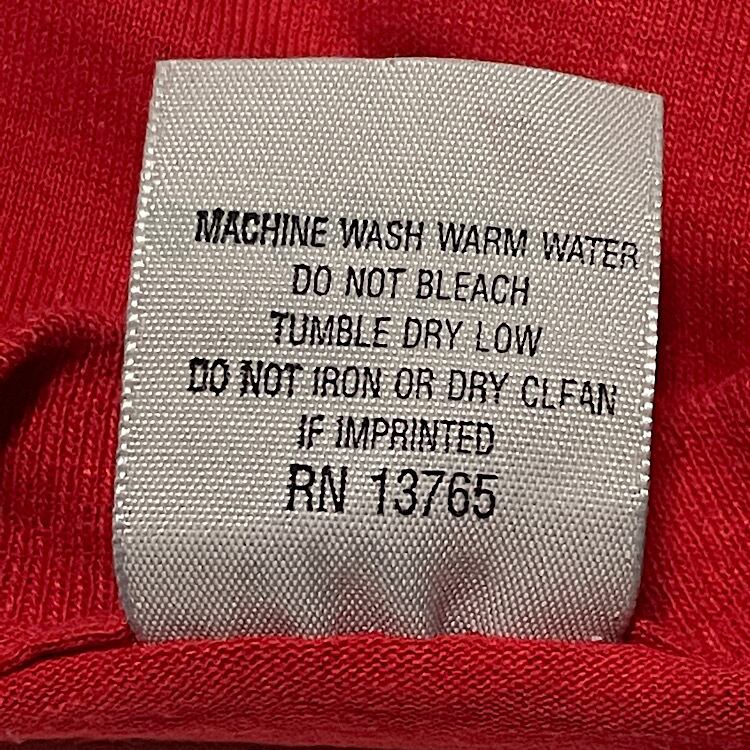 MACHINE WASH WARM WATER
DO NOT BLEACH
TUMBLE DRY LOW
DO NOT IRON OR DRY CLEAN
IF IMPRINTED
RN 13765